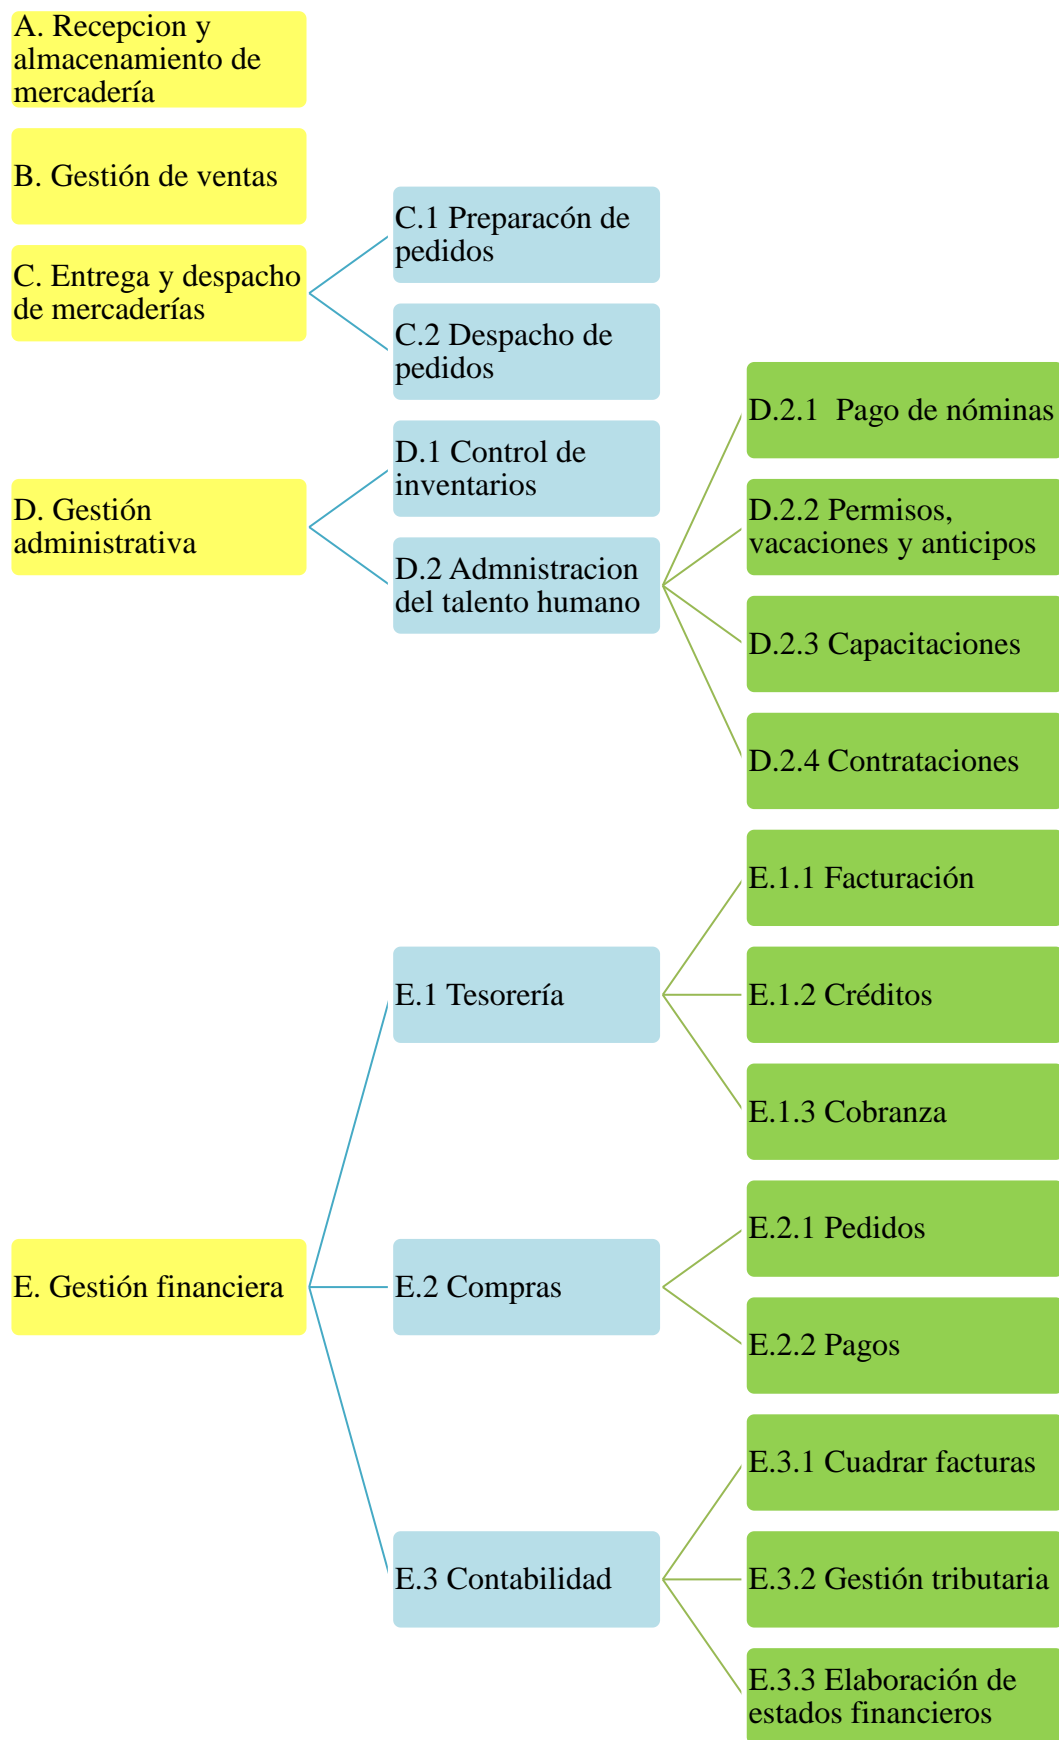 A. Recepcion y
almacenamiento de
mercadería
B. Gestión de ventas
C. Entrega y despacho
de mercaderías
C.1 Preparacón de
pedidos
C.2 Despacho de
pedidos
D. Gestión
administrativa
D.1 Control de
inventarios
D.2 Admnistracion
del talento humano
D.2.1  Pago de nóminas
D.2.2 Permisos,
vacaciones y anticipos
D.2.3 Capacitaciones
D.2.4 Contrataciones
E. Gestión financiera
E.1 Tesorería
E.1.1 Facturación
E.1.2 Créditos
E.1.3 Cobranza
E.2 Compras
E.2.1 Pedidos
E.2.2 Pagos
E.3 Contabilidad
E.3.1 Cuadrar facturas
E.3.2 Gestión tributaria
E.3.3 Elaboración de
estados financieros